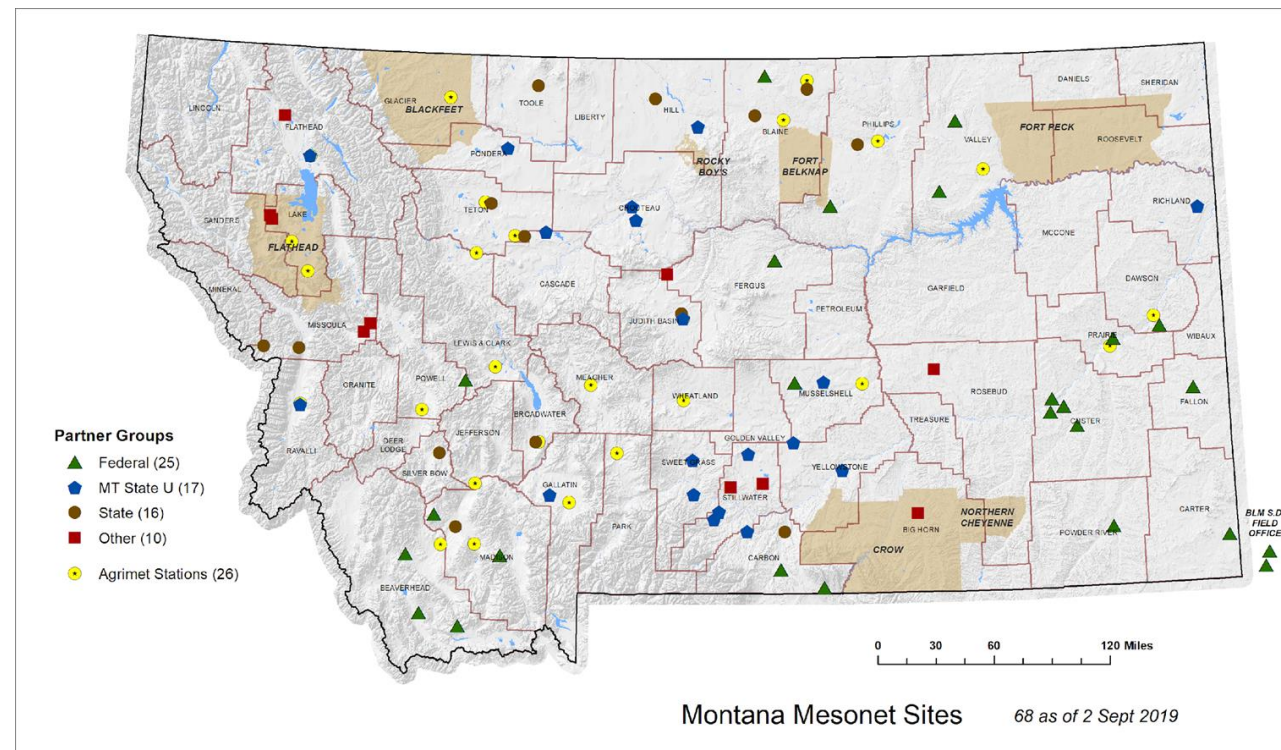 LINCOLN
FLATHEAD
GLACIER
BLACKFEET
TOOLE
LIBERTY
HILL
BLAINE
PHILLIPS
VALLEY
DANIELS
SHERIDAN
FORT PECK
ROOSEVELT
PONDERA
ROCKY
BOY'S
FORT
BELKNAP
SANDERS
LAKE
FLATHEAD
TETON
CHOUTEAU
RICHLAND
MCCONE
MINERAL
MISSOULA
CASCADE
JUDITH BASIN
FERGUS
PETROLEUM
GARFIELD
DAWSON
PRAIRIE
WIBAUX
LEWIS & CLARK
POWELL
GRANITE
MEAGHER
BROADWATER
WHEATLAND
MUSSELSHELL
TREASURE
ROSEBUD
CUSTER
FALLON
Partner Groups
Federal (25)
MT State U (17)
State (16)
Other (10)
Agrimet Stations (26)
RAVALLI
DEER
LODGE
JEFFERSON
SILVER BOW
GALLATIN
PARK
SWEET GRASS
GOLDEN VALLEY
STILLWATER
YELLOWSTONE
BIG HORN
NORTHERN
CHEYENNE
CROW
CARBON
POWDER RIVER
CARTER
BLM S.D
FIELD
OFFICE
MADISON
BEAVERHEAD
0 30 60 120 Miles
Montana Mesonet Sites 68 as of 2 Sept 2019